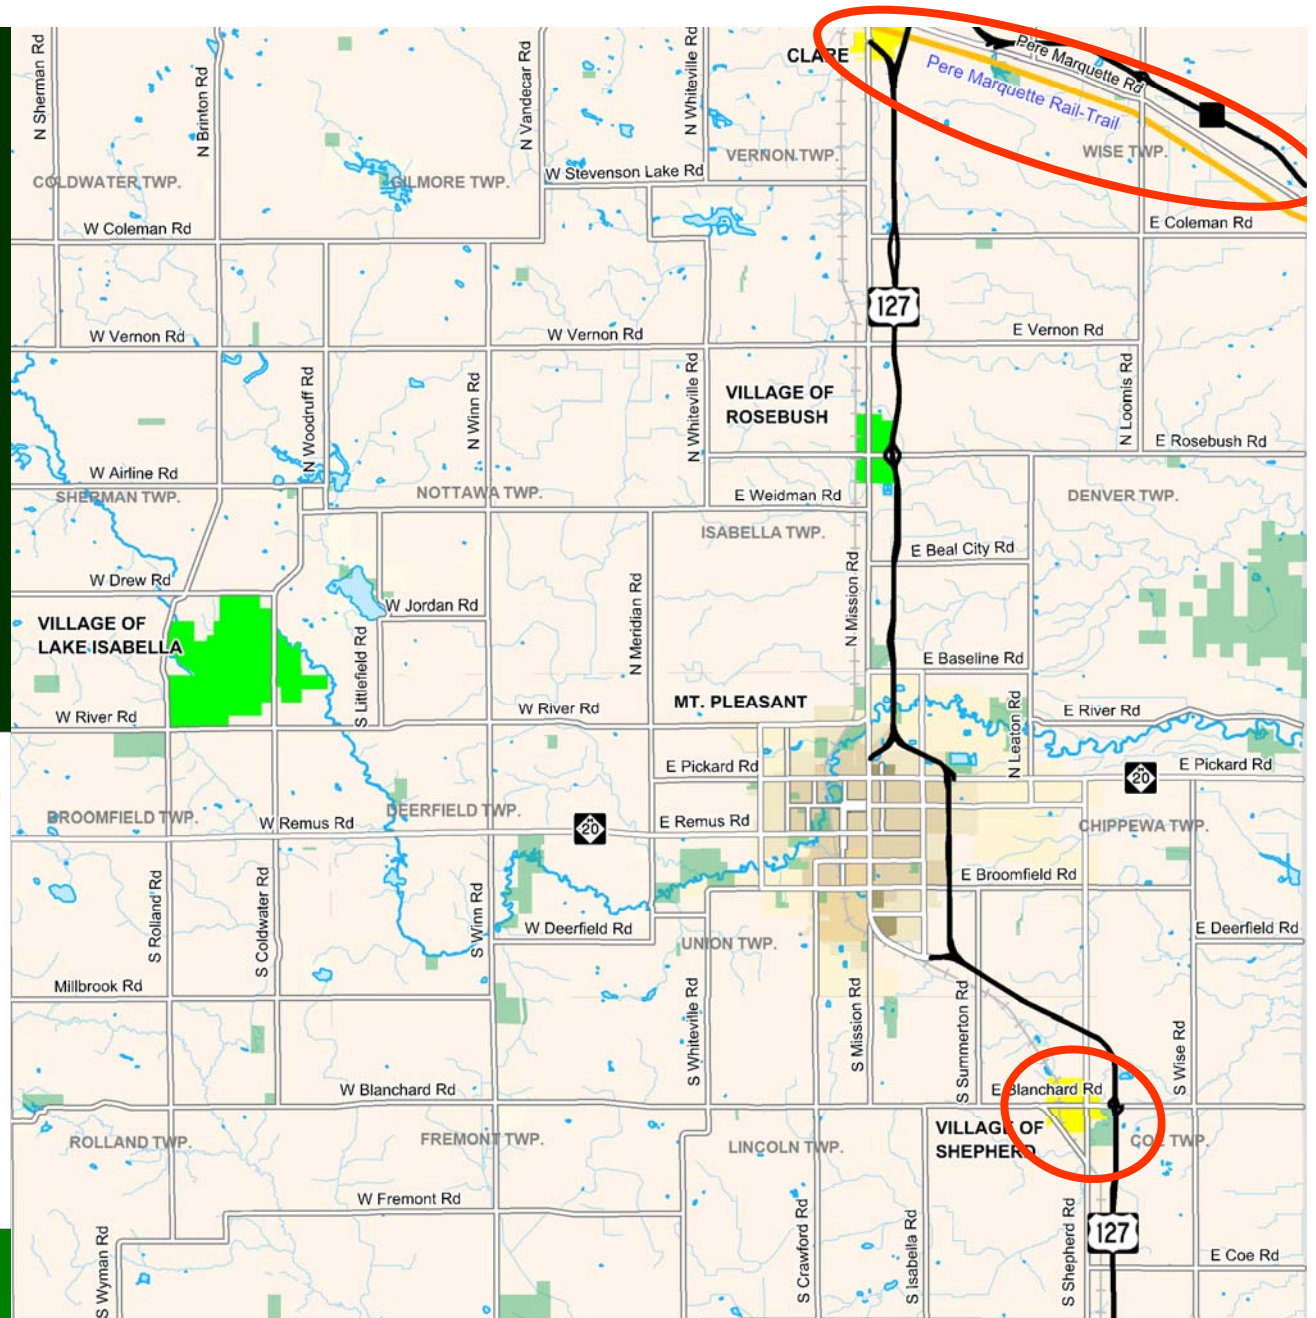 N Sherman Rd
N Brinton Rd
N Vandecar Rd
N Whiteville Rd
CLARE
Pere Marquette Rd
Pere Marquette Rail-Trail
VERNON TWP.
WISE TWP.
COLDWATER TWP.
GILMORE TWP.
W Stevenson Lake Rd
W Coleman Rd
E Coleman Rd
127
W Vernon Rd
W Vernon Rd
E Vernon Rd
N Woodruff Rd
N Winn Rd
N Whiteville Rd
VILLAGE OF
ROSEBUSH
N Loomis Rd
E Rosebush Rd
W Airline Rd
SHERMAN TWP.
NOTTAWA TWP.
E Weidman Rd
DENVER TWP.
ISABELLA TWP.
E Beal City Rd
W Drew Rd
W Jordan Rd
N Meridian Rd
N Mission Rd
VILLAGE OF
LAKE ISABELLA
S Littlefield Rd
E Baseline Rd
W River Rd
W River Rd
MT. PLEASANT
N Leaton Rd
E River Rd
E Pickard Rd
M
20
E Pickard Rd
BROOMFIELD TWP.
DEERFIELD TWP.
W Remus Rd
M
20
E Remus Rd
CHIPPEWA TWP.
S Rolland Rd
S Coldwater Rd
S Winn Rd
E Broomfield Rd
W Deerfield Rd
UNION TWP.
E Deerfield Rd
Millbrook Rd
S Whiteville Rd
S Mission Rd
S Summerton Rd
S Wise Rd
W Blanchard Rd
E Blanchard Rd
ROLLAND TWP.
FREMONT TWP.
LINCOLN TWP.
VILLAGE OF
SHEPHERD
COE TWP.
W Fremont Rd
S Wyman Rd
S Crawford Rd
S Isabella Rd
S Shepherd Rd
127
E Coe Rd